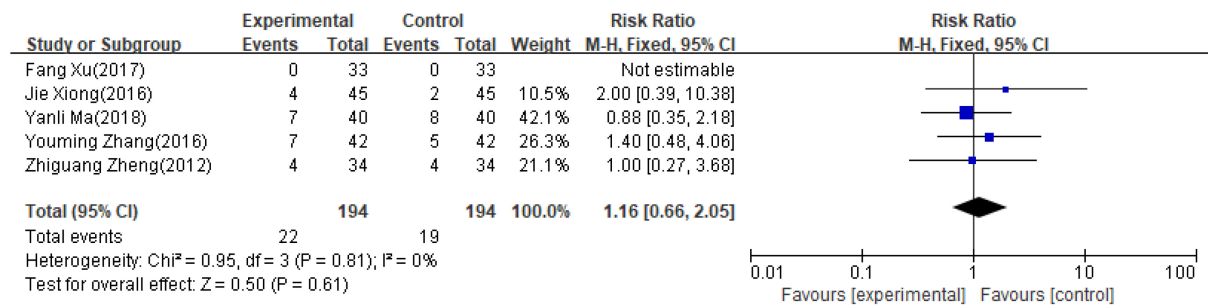 Experimental Control Risk Ratio Risk Ratio
Study or Subgroup Events Total Events Total Weight M-H, Fixed, 95% CI M-H, Fixed, 95% CI
Fang Xu(2017) 0 33 0 33 Not estimable
Jie Xiong(2016) 4 45 2 45 10.5% 2.00 [0.39, 10.38]
Yanli Ma(2018) 7 40 8 40 42.1% 0.88 [0.35, 2.18]
Youming Zhang(2016) 7 42 5 42 26.3% 1.40 [0.48, 4.06]
Zhiguang Zheng(2012) 4 34 4 34 21.1% 1.00 [0.27, 3.68]
Total (95% CI) 194 194 100.0% 1.16 [0.66, 2.05]
Total events 22 19
Heterogeneity: Chi² = 0.95, df = 3 (P = 0.81); I² = 0%
Test for overall effect: Z = 0.50 (P = 0.61)
0.01 0.1 1 10 100
Favours [experimental] Favours [control]